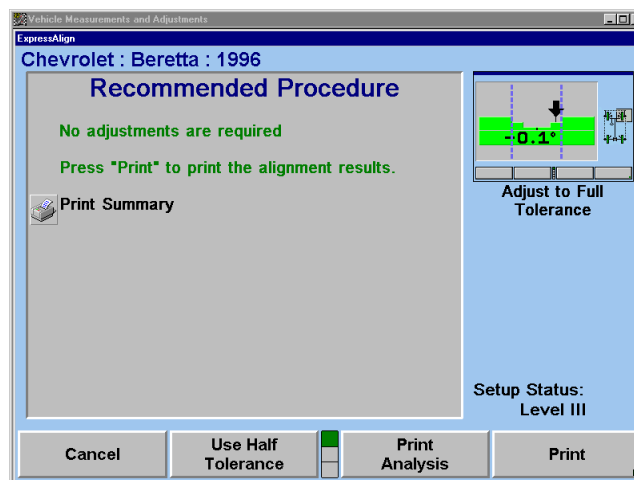 Vehicle Measurements and Adjustments
ExpressAlign
Chevrolet : Beretta : 1996
Recommended Procedure
No adjustments are required
Press "Print" to print the alignment results.
Print Summary
-0.1°
Adjust to Full
Tolerance
Setup Status:
Level III
Cancel
Use Half
Tolerance
Print
Analysis
Print